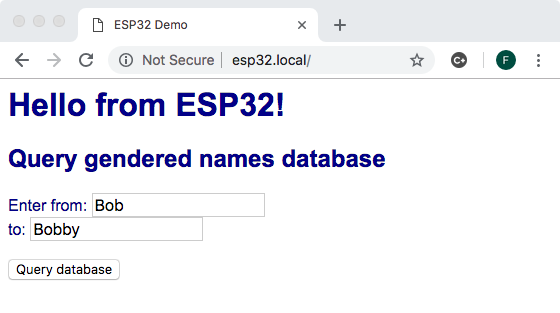 ESP32 Demo
Not Secure esp32.local/
F
Hello from ESP32!
Query gendered names database
Enter from: Bob
to: Bobby
Query database